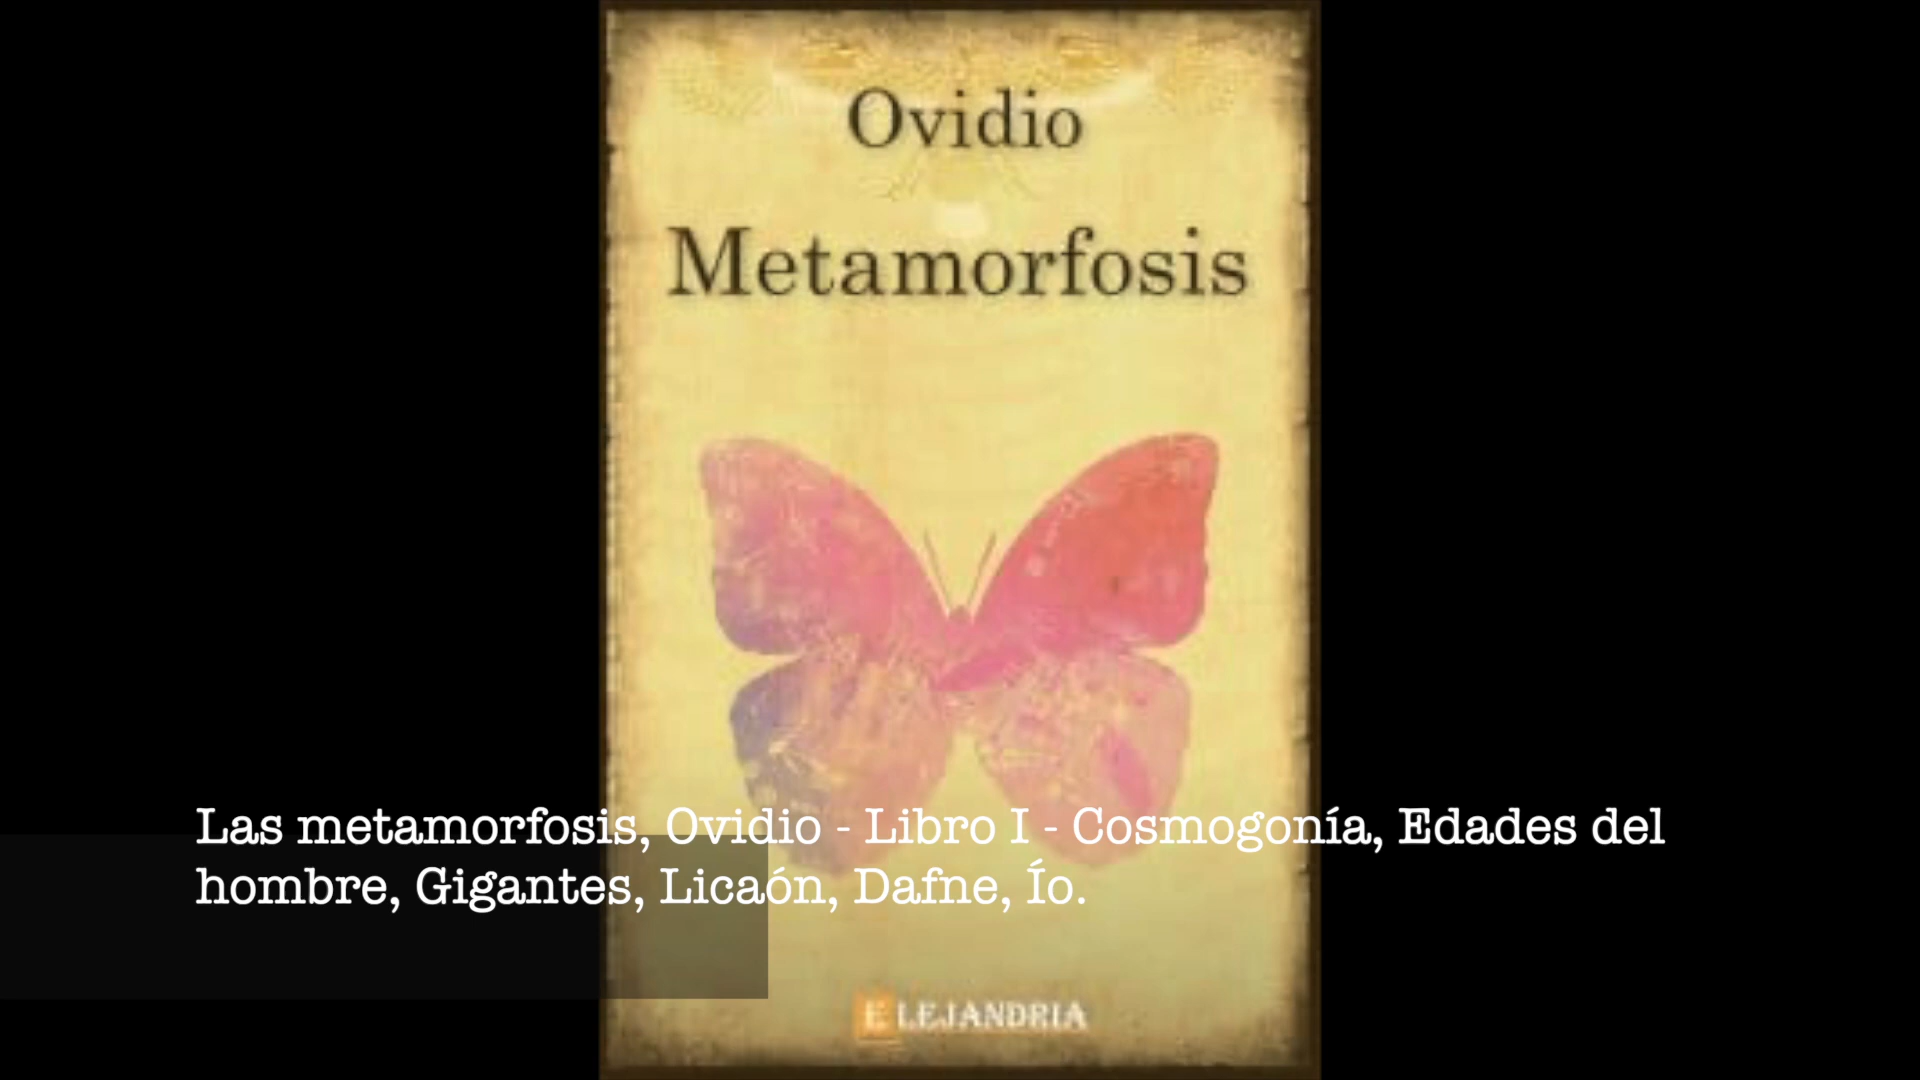 Ovidio
Metamorfosis
Las metamorfosis, Ovidio - Libro I - Cosmogonía, Edades del
hombre, Gigantes, Licaón, Dafne, Ío.
ELEJANDRIA